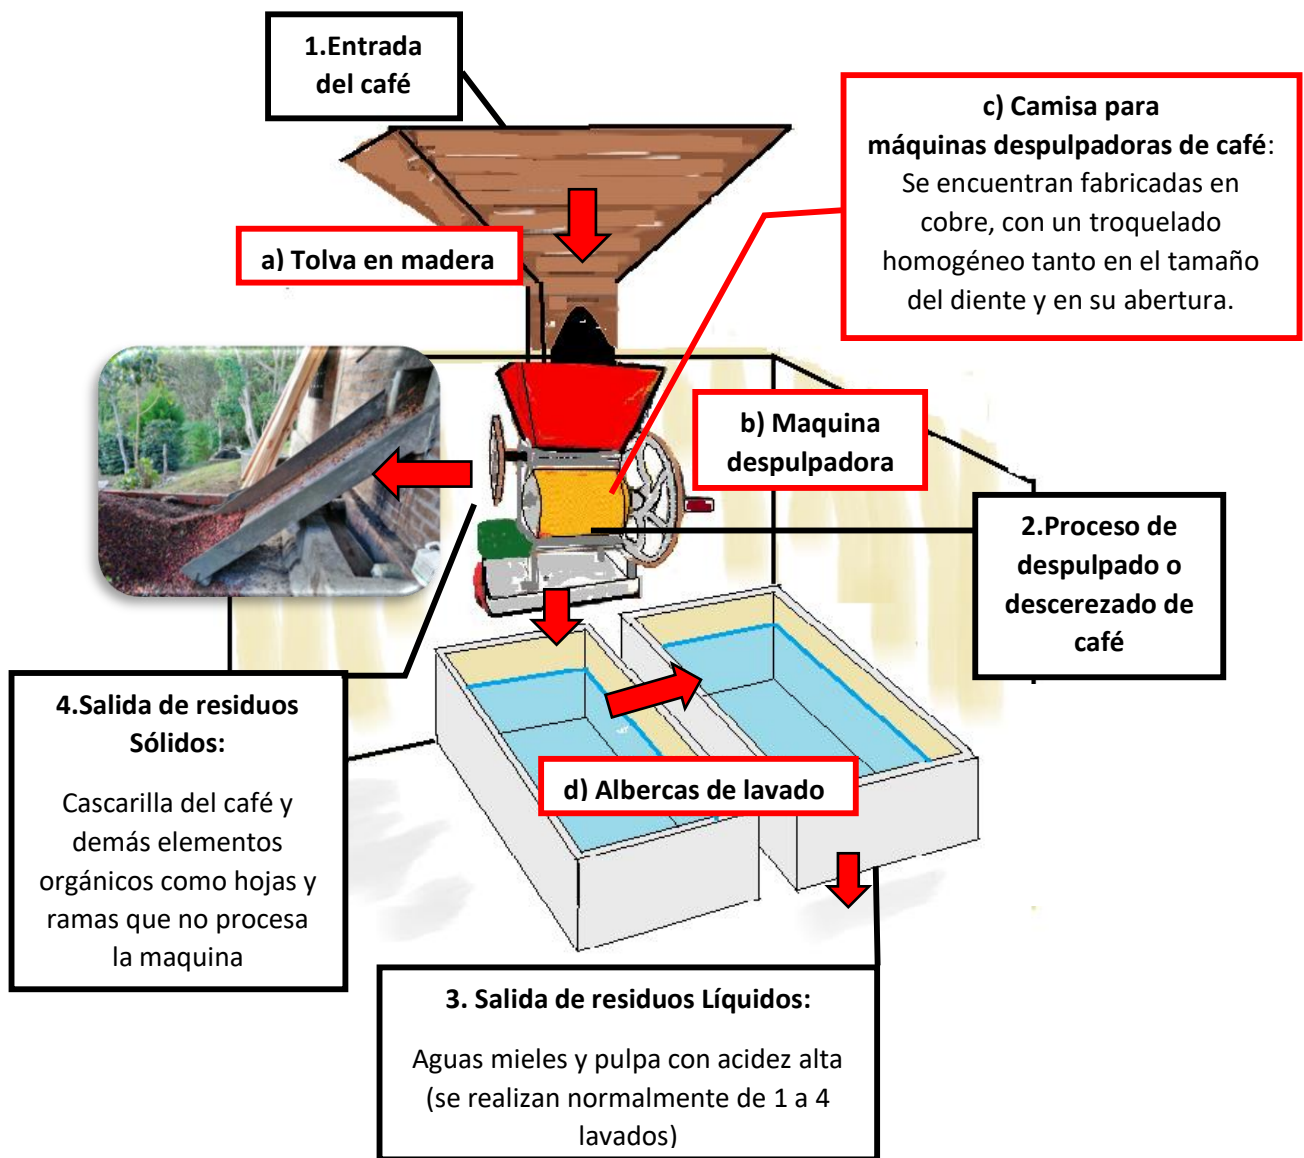 1.Entrada
del café
c) Camisa para
máquinas despulpadoras de café:
Se encuentran fabricadas en
cobre, con un troquelado
homogéneo tanto en el tamaño
del diente y en su abertura.
a) Tolva en madera
b) Maquina
despulpadora
2.Proceso de
despulpado o
descerezado de
café
4.Salida de residuos
Sólidos:
Cascarilla del café y
demás elementos
orgánicos como hojas y
ramas que no procesa
la maquina
d) Albercas de lavado
3. Salida de residuos Líquidos:
Aguas mieles y pulpa con acidez alta
(se realizan normalmente de 1 a 4
lavados)